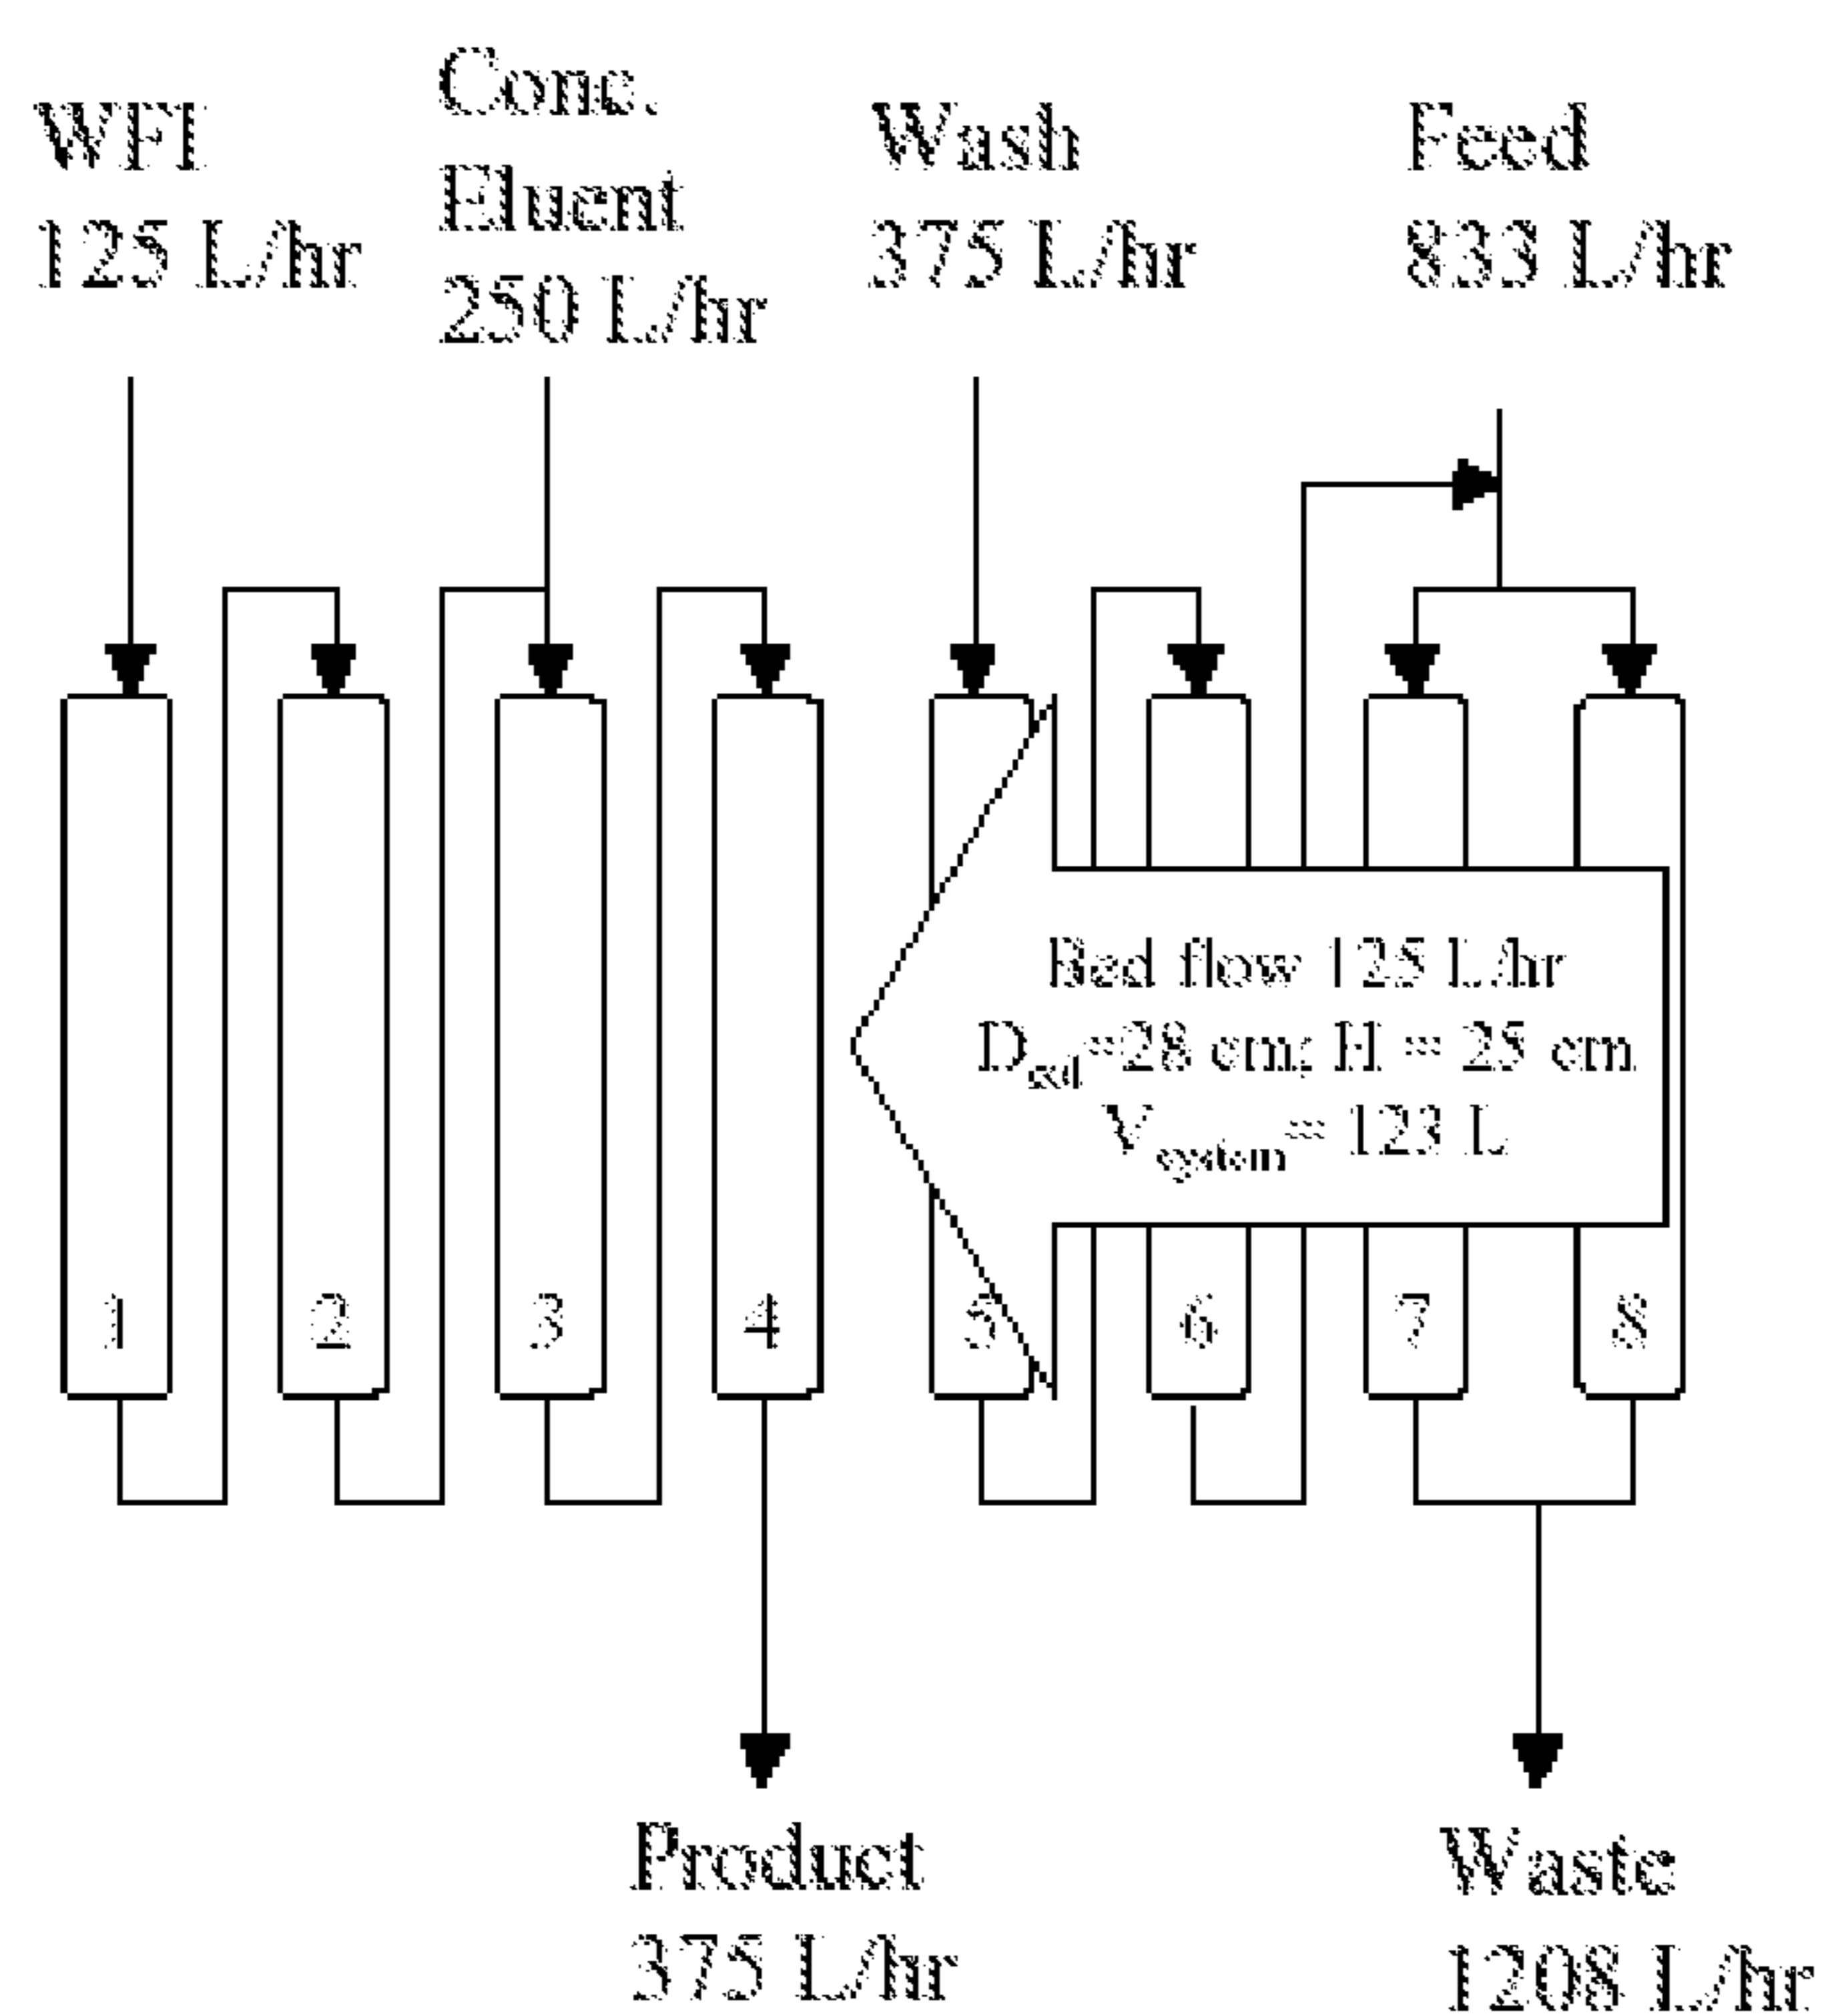 WFI
125 L/hr
Conc.
Eluent
250 L/hr
Wash
375 L/hr
Feed
833 L/hr
Bed flow 125 L/hr
D =28 cm; H = 25 cm
Vsystem= 123 L
1 2 3 4 5 6 7 8
Product
375 L/hr
Waste
1208 L/hr